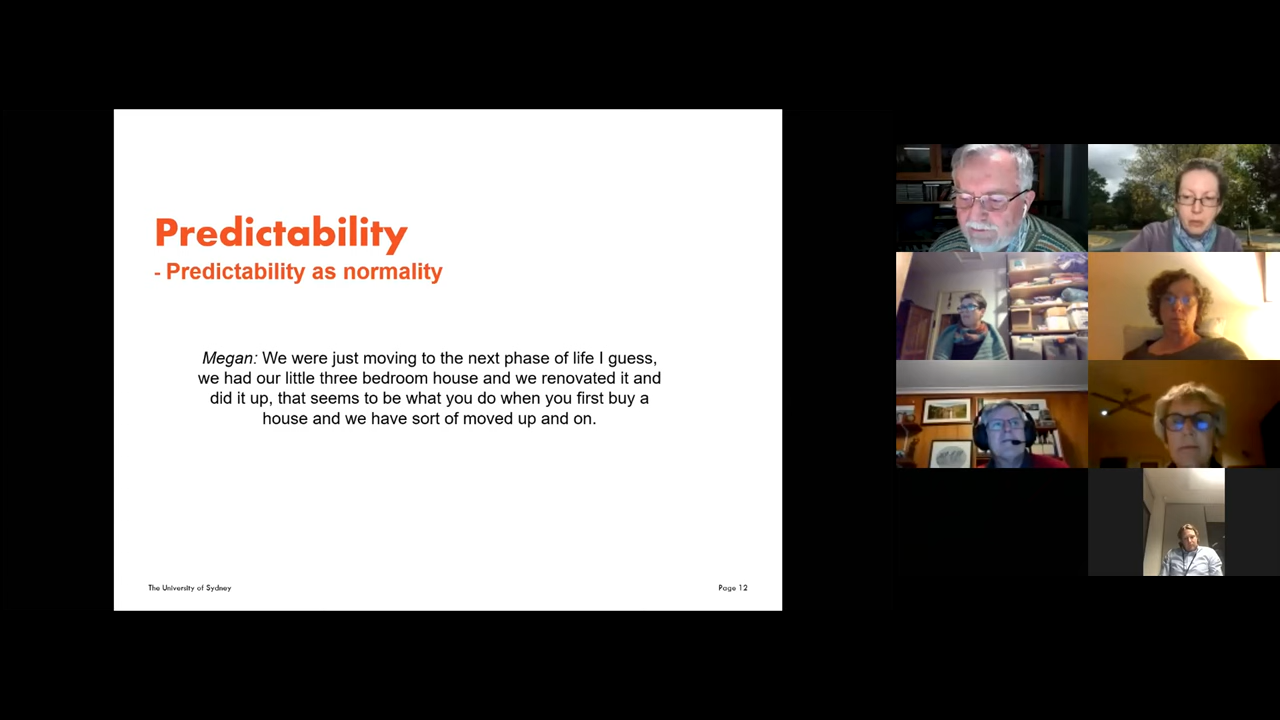 Predictability
- Predictability as normality
Megan: We were just moving to the next phase of life I guess,
we had our little three bedroom house and we renovated it and
did it up, that seems to be what you do when you first buy a
house and we have sort of moved up and on.
The University of Sydney
Page 12